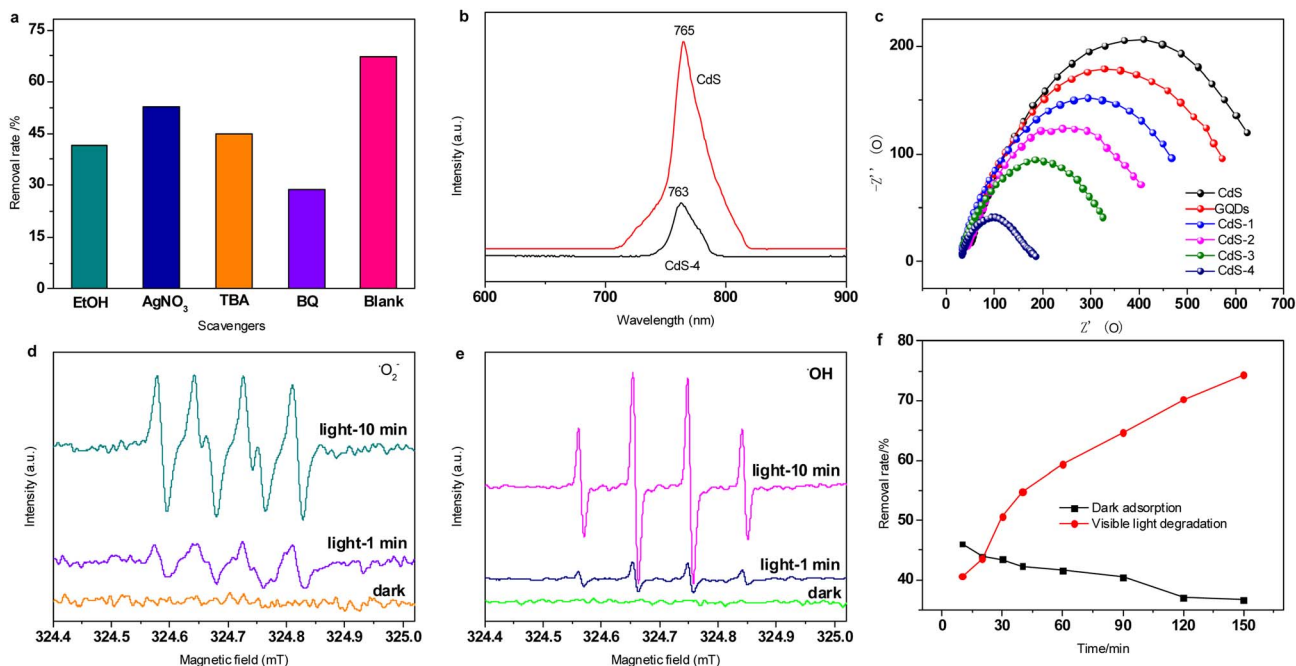 a
Removal rate /%
75
60
45
30
15
0
EtOH AgNO₃ TBA BQ Blank
Scavengers
b
Intensity (a.u.)
765
CdS
763
CdS-4
600 700 800 900
Wavelength (nm)
c
-Z'' (O)
200
100
0
CdS
GQDs
CdS-1
CdS-2
CdS-3
CdS-4
0 100 200 300 400 500 600 700
Z' (O)
d
Intensity (a.u.)
·O₂⁻
light-10 min
light-1 min
dark
324.4 324.5 324.6 324.7 324.8 324.9 325.0
Magnetic field (mT)
e
Intensity (a.u.)
·OH
light-10 min
light-1 min
dark
324.4 324.5 324.6 324.7 324.8 324.9 325.0
Magnetic field (mT)
f
Removal rate/%
80
70
60
50
40
Dark adsorption
Visible light degradation
0 30 60 90 120 150
Time/min